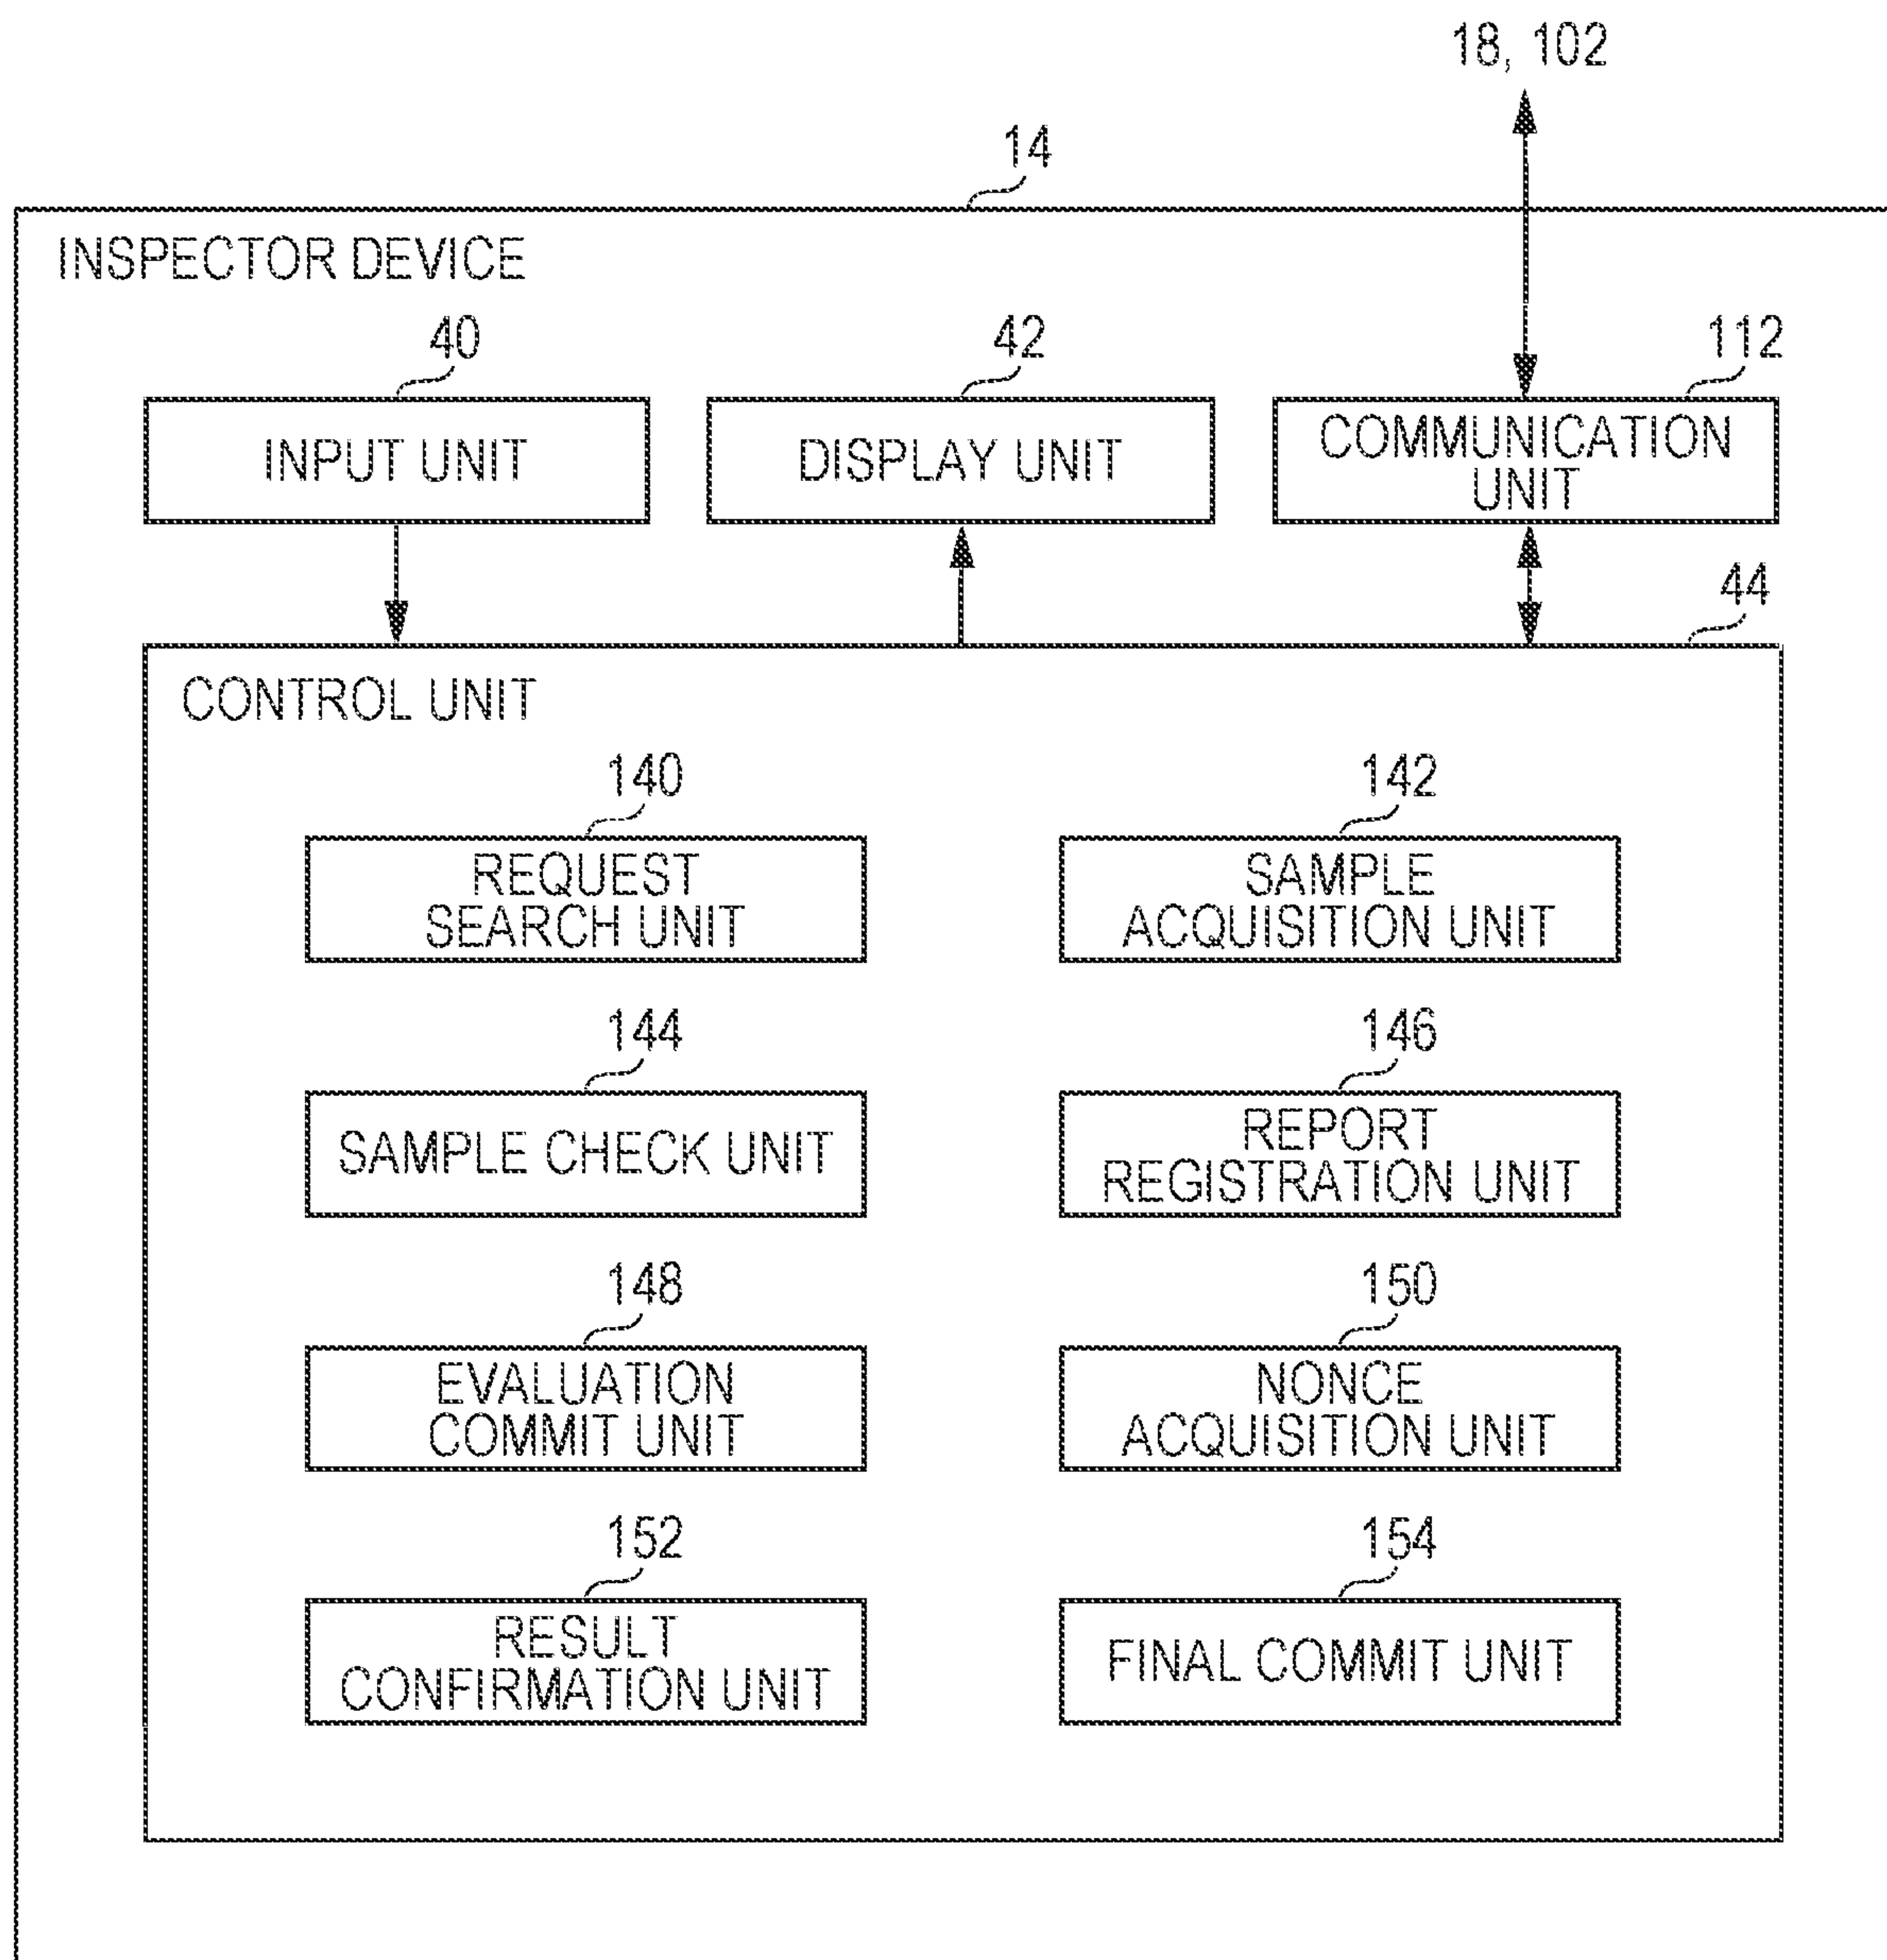 18, 102
14
INSPECTOR DEVICE
40
42
112
INPUT UNIT
DISPLAY UNIT
COMMUNICATION
UNIT
44
CONTROL UNIT
140
142
REQUEST
SEARCH UNIT
SAMPLE
ACQUISITION UNIT
144
146
SAMPLE CHECK UNIT
REPORT
REGISTRATION UNIT
148
150
EVALUATION
COMMIT UNIT
NONCE
ACQUISITION UNIT
152
154
RESULT
CONFIRMATION UNIT
FINAL COMMIT UNIT